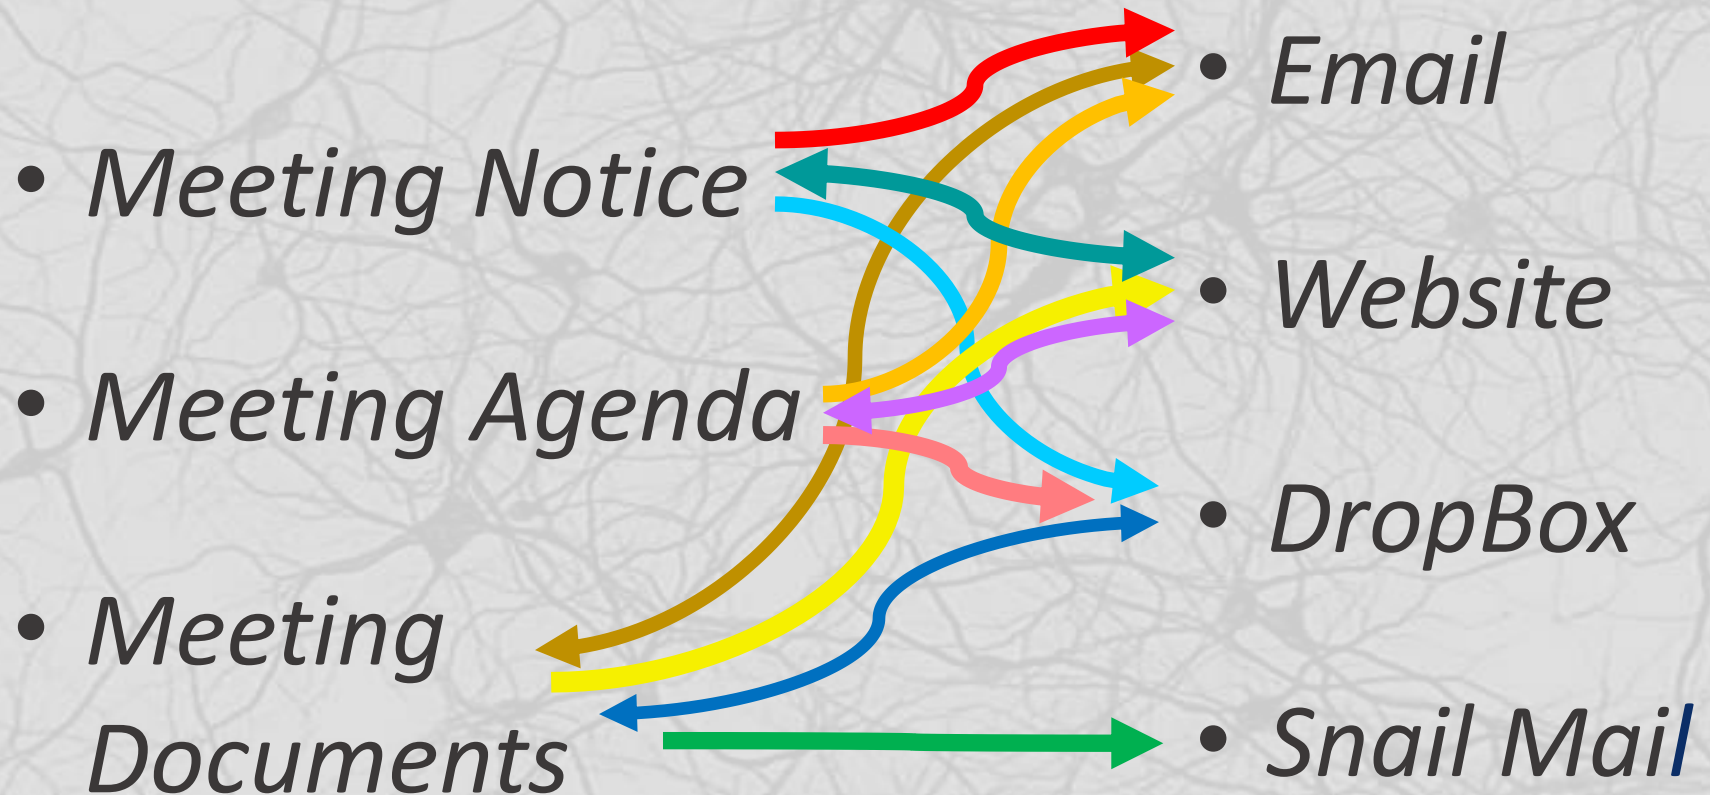 • Meeting Notice
• Meeting Agenda
• Meeting
Documents
• Email
• Website
• DropBox
• Snail Mail